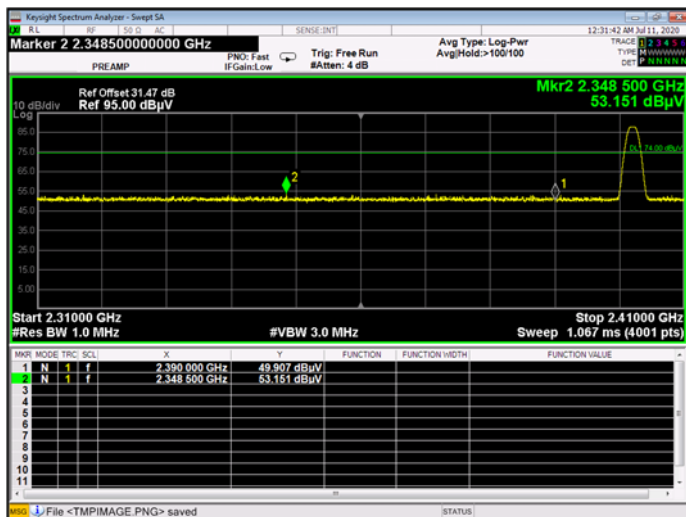 Keysight Spectrum Analyzer - Swept SA
RL RF 50 Ω AC SENSE:INT 12:31:42 AM Jul 11, 2020
Marker 2 2.348500000000 GHz
PREAMP
PNO: Fast
IFGain:Low
Trig: Free Run
#Atten: 4 dB
Avg Type: Log-Pwr
Avg|Hold:>100/100
TRACE 1 2 3 4 5 6
TYPE M W W W W W
DET P N N N N N
Mkr2 2.348 500 GHz
53.151 dBµV
Ref Offset 31.47 dB
Ref 95.00 dBµV
10 dB/div
Log
85.0
75.0
DL1 74.00 dBµV
65.0
55.0
2
1
45.0
35.0
25.0
15.0
5.00
Start 2.31000 GHz Stop 2.41000 GHz
#Res BW 1.0 MHz #VBW 3.0 MHz Sweep 1.067 ms (4001 pts)
MKR MODE TRC SCL X Y FUNCTION FUNCTION WIDTH FUNCTION VALUE
1 N 1 f 2.390 000 GHz 49.907 dBµV
2 N 1 f 2.348 500 GHz 53.151 dBµV
3
4
5
6
7
8
9
10
11
MSG File <TMPIMAGE.PNG> saved STATUS